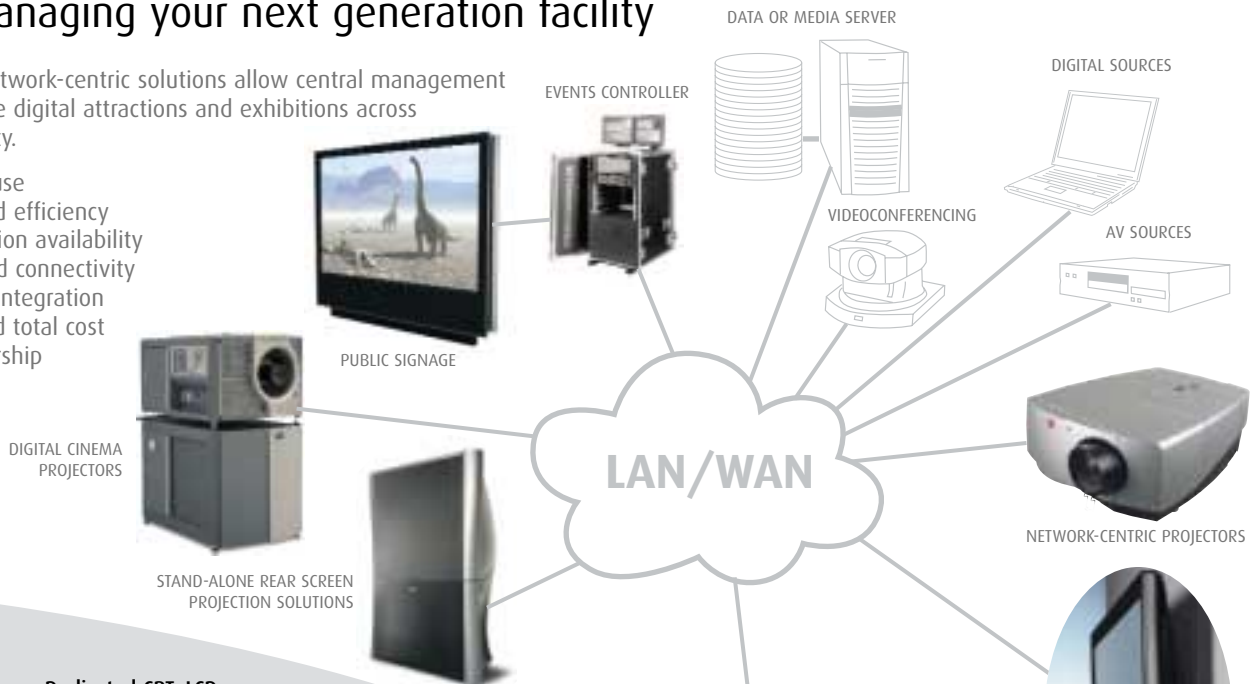 anaging your next generation facility
twork-centric solutions allow central management
e digital attractions and exhibitions across
y.
use
d efficiency
ion availability
d connectivity
integration
d total cost
rship
DATA OR MEDIA SERVER
EVENTS CONTROLLER
DIGITAL SOURCES
VIDEOCONFERENCING
AV SOURCES
PUBLIC SIGNAGE
DIGITAL CINEMA
PROJECTORS
LAN/WAN
NETWORK-CENTRIC PROJECTORS
STAND-ALONE REAR SCREEN
PROJECTION SOLUTIONS